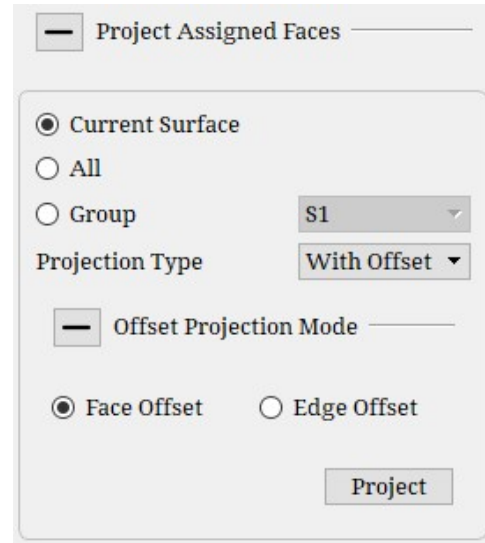 Project Assigned Faces
Current Surface
All
Group S1
Projection Type With Offset
Offset Projection Mode
Face Offset Edge Offset
Project